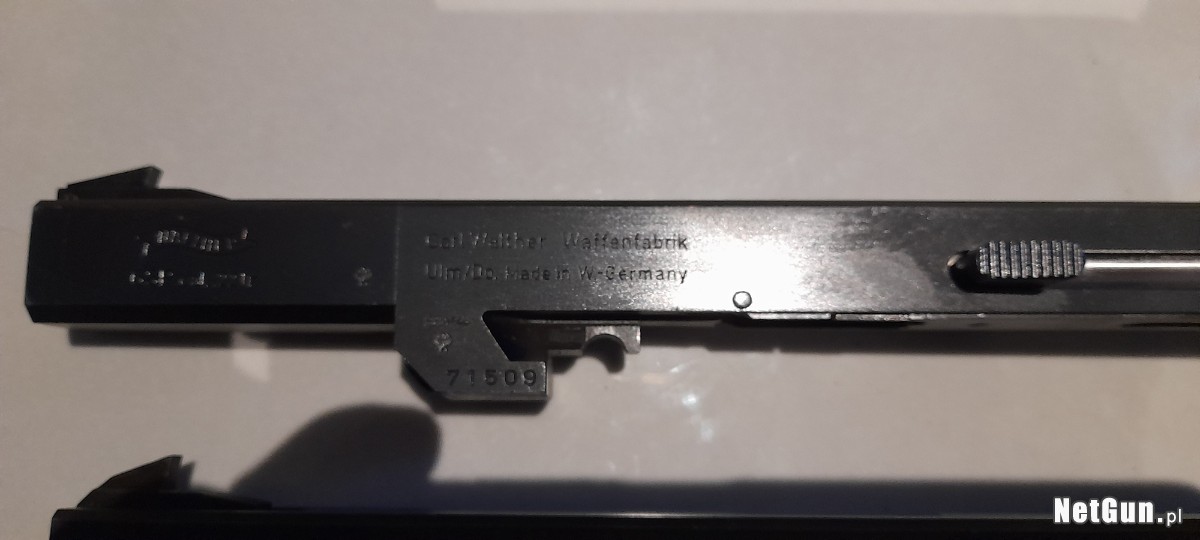 Carl Walther Waffenfabrik
Ulm/Do. Made in W-Germany
71509
NetGun.pl